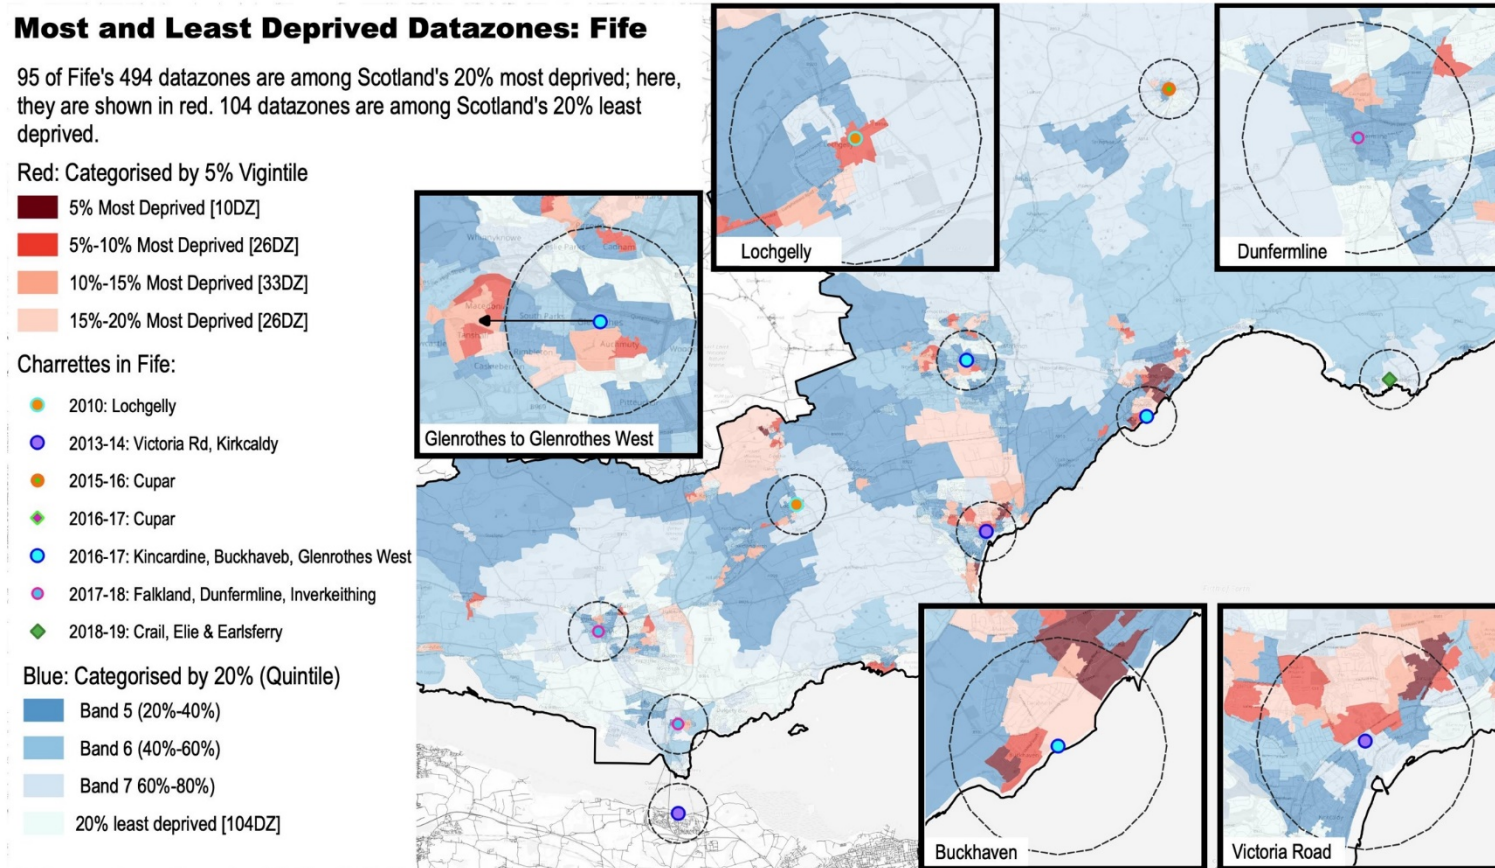 Most and Least Deprived Datazones: Fife
95 of Fife's 494 datazones are among Scotland's 20% most deprived; here,
they are shown in red. 104 datazones are among Scotland's 20% least
deprived.
Red: Categorised by 5% Vigintile
5% Most Deprived [10DZ]
5%-10% Most Deprived [26DZ]
10%-15% Most Deprived [33DZ]
15%-20% Most Deprived [26DZ]
Charrettes in Fife:
2010: Lochgelly
2013-14: Victoria Rd, Kirkcaldy
2015-16: Cupar
2016-17: Cupar
2016-17: Kincardine, Buckhaveb, Glenrothes West
2017-18: Falkland, Dunfermline, Inverkeithing
2018-19: Crail, Elie & Earlsferry
Blue: Categorised by 20% (Quintile)
Band 5 (20%-40%)
Band 6 (40%-60%)
Band 7 60%-80%)
20% least deprived [104DZ]
Glenrothes to Glenrothes West
Lochgelly
Dunfermline
Buckhaven
Victoria Road
South Parks
Auchmuty
Cadham